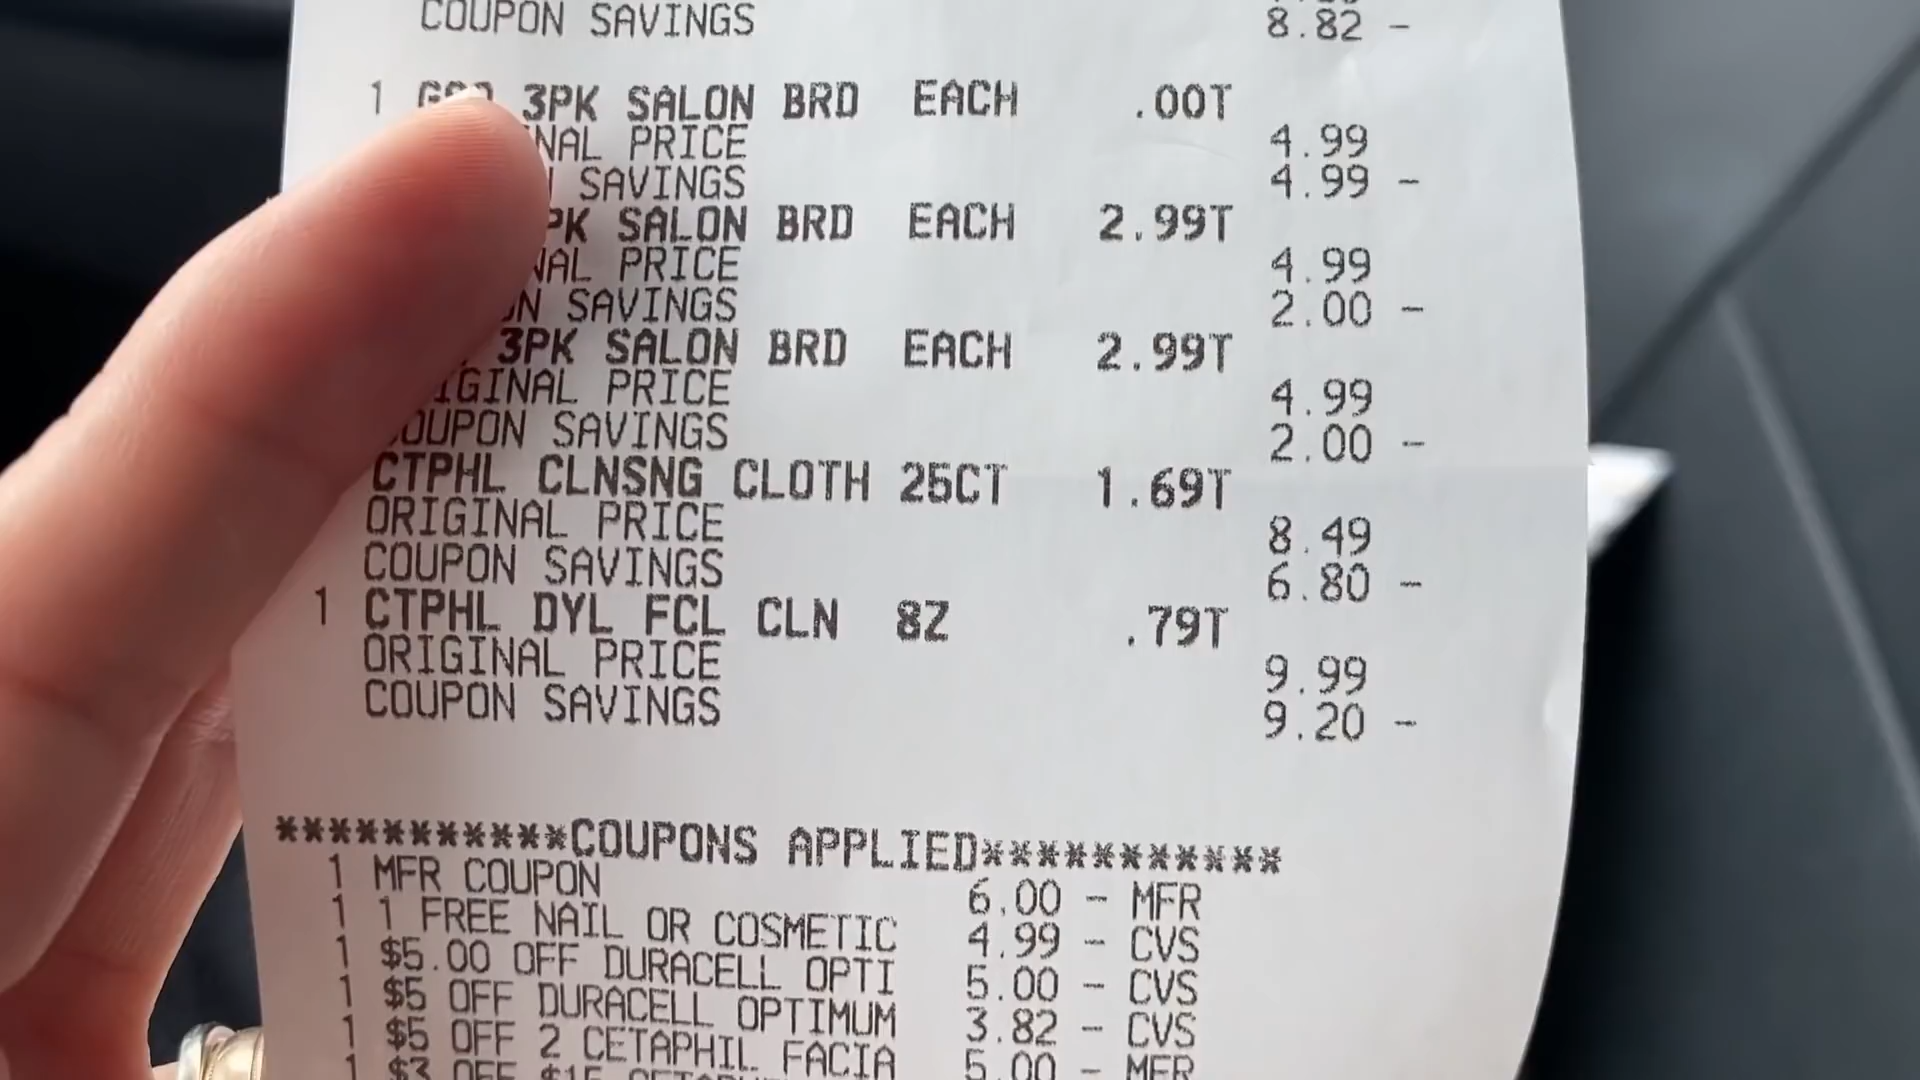 COUPON SAVINGS 8.82 -
1 3PK SALON BRD EACH .00T
NAL PRICE 4.99
SAVINGS 4.99 -
PK SALON BRD EACH 2.99T
NAL PRICE 4.99
N SAVINGS 2.00 -
3PK SALON BRD EACH 2.99T
IGINAL PRICE 4.99
OUPON SAVINGS 2.00 -
CTPHL CLNSNG CLOTH 25CT 1.69T
ORIGINAL PRICE 8.49
COUPON SAVINGS 6.80 -
1 CTPHL DYL FCL CLN 8Z .79T
ORIGINAL PRICE 9.99
COUPON SAVINGS 9.20 -
***********COUPONS APPLIED***********
1 MFR COUPON 6.00 - MFR
1 1 FREE NAIL OR COSMETIC 4.99 - CVS
1 $5.00 OFF DURACELL OPTI 5.00 - CVS
1 $5 OFF DURACELL OPTIMUM 3.82 - CVS
1 $5 OFF 2 CETAPHIL FACIA 5.00 - MFR
1 $3 OFF